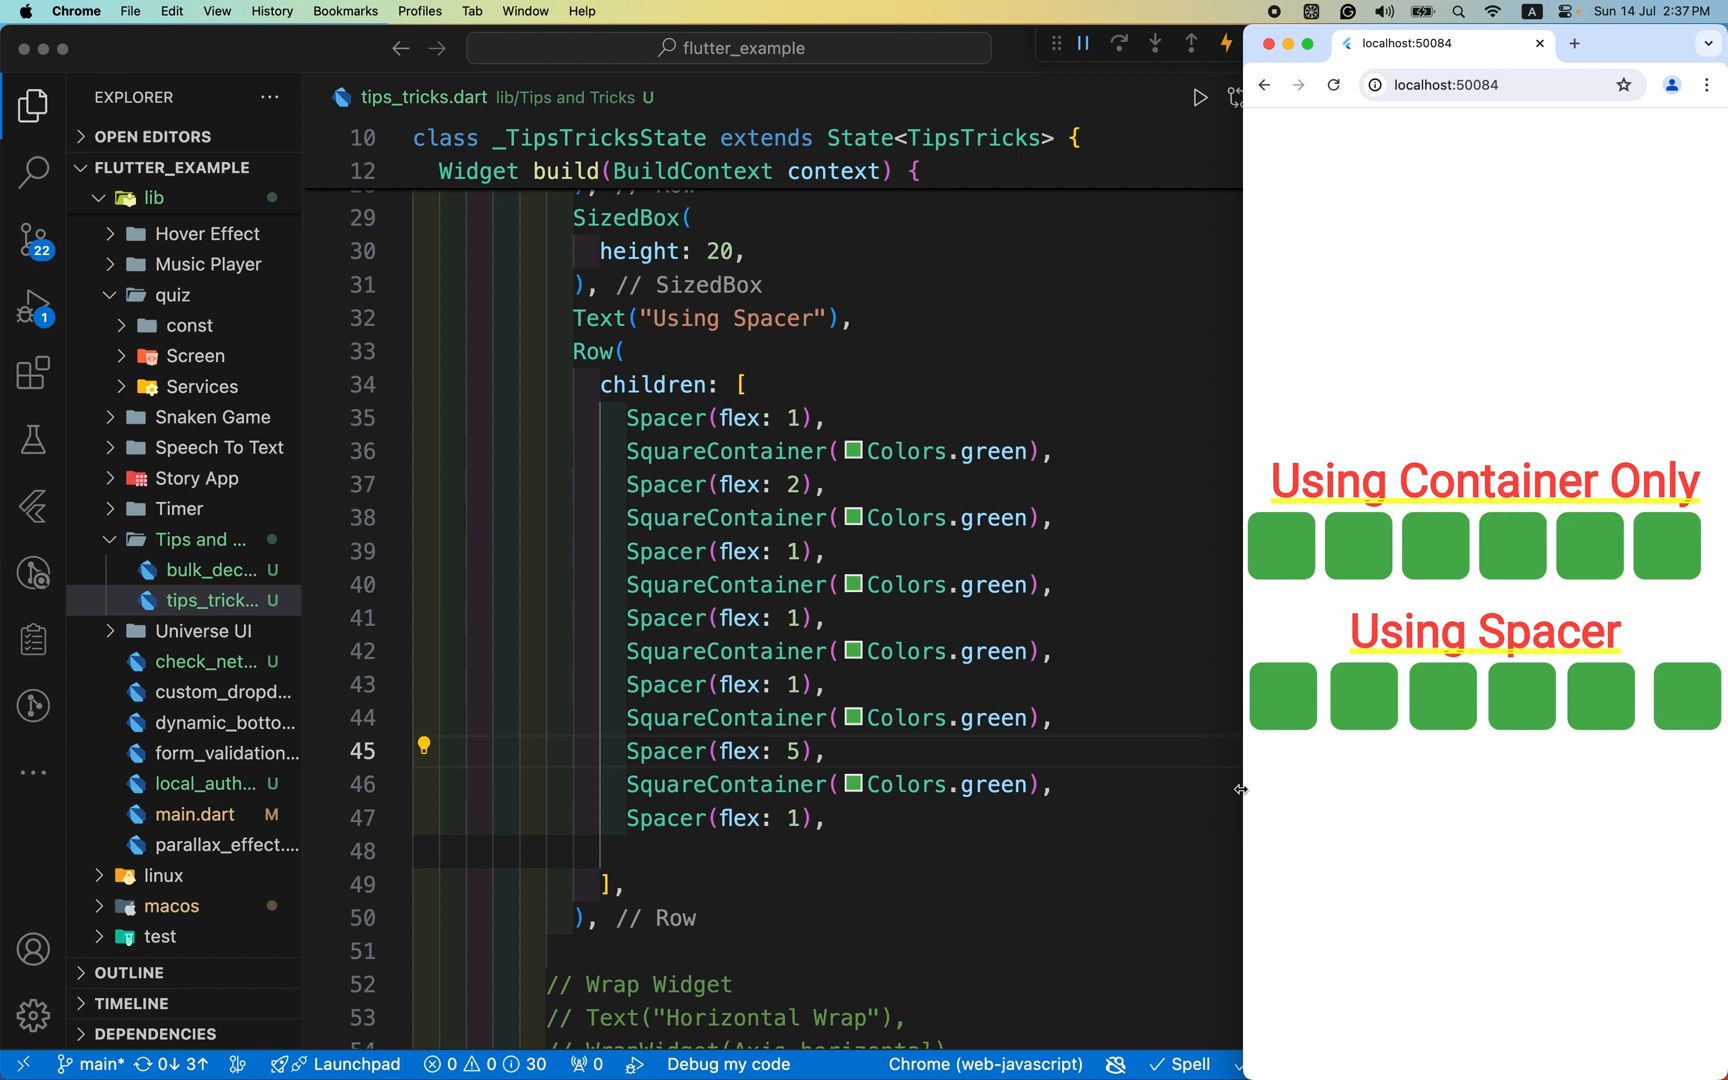 Chrome File Edit View History Bookmarks Profiles Tab Window Help A Sun 14 Jul 2:37 PM
flutter_example
localhost:50084
localhost:50084
EXPLORER
OPEN EDITORS
FLUTTER_EXAMPLE
lib
Hover Effect
Music Player
quiz
const
Screen
Services
Snaken Game
Speech To Text
Story App
Timer
Tips and ...
bulk_dec... U
tips_trick... U
Universe UI
check_net... U
custom_dropd...
dynamic_botto...
form_validation...
local_auth... U
main.dart M
parallax_effect....
linux
macos
test
OUTLINE
TIMELINE
DEPENDENCIES
22
1
tips_tricks.dart lib/Tips and Tricks U
10 class _TipsTricksState extends State<TipsTricks> {
12 Widget build(BuildContext context) {
29 SizedBox(
30 height: 20,
31 ), // SizedBox
32 Text("Using Spacer"),
33 Row(
34 children: [
35 Spacer(flex: 1),
36 SquareContainer(Colors.green),
37 Spacer(flex: 2),
38 SquareContainer(Colors.green),
39 Spacer(flex: 1),
40 SquareContainer(Colors.green),
41 Spacer(flex: 1),
42 SquareContainer(Colors.green),
43 Spacer(flex: 1),
44 SquareContainer(Colors.green),
45 Spacer(flex: 5),
46 SquareContainer(Colors.green),
47 Spacer(flex: 1),
48
49 ],
50 ), // Row
51
52 // Wrap Widget
53 // Text("Horizontal Wrap"),
54 // WrapWidget(Axis.horizontal)
Using Container Only
Using Spacer
main* 0↓ 3↑ Launchpad 0 0 30 0 Debug my code Chrome (web-javascript) Spell